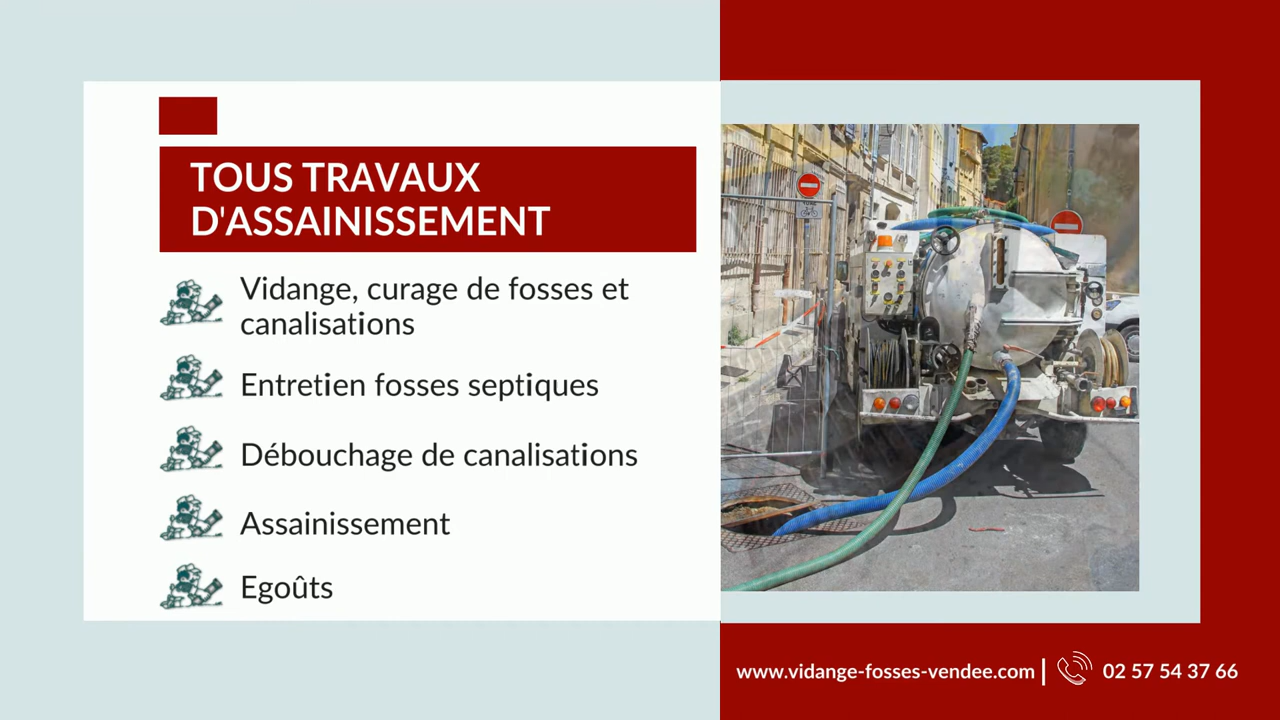 TOUS TRAVAUX
D'ASSAINISSEMENT
Vidange, curage de fosses et
canalisations
Entretien fosses septiques
Débouchage de canalisations
Assainissement
Egoûts
www.vidange-fosses-vendee.com | 02 57 54 37 66